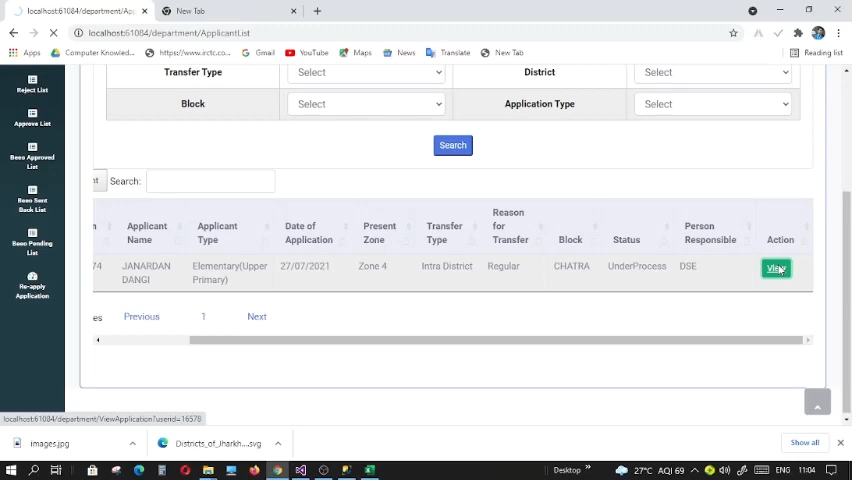 localhost:61084/department/App
New Tab
localhost:61084/department/ApplicantList
Apps
Computer Knowled...
https://www.irctc.co...
Gmail
YouTube
Maps
News
Translate
New Tab
Reading list
Reject List
Approve List
Beeo Approved
List
Beeo Sent
Back List
Beeo Pending
List
Re-apply
Application
Transfer Type
Select
District
Select
Block
Select
Application Type
Select
Search
nt
Search:
n
Applicant
Name
Applicant
Type
Date of
Application
Present
Zone
Transfer
Type
Reason
for
Transfer
Block
Status
Person
Responsible
Action
74
JANARDAN
DANGI
Elementary(Upper
Primary)
27/07/2021
Zone 4
Intra District
Regular
CHATRA
UnderProcess
DSE
View
es
Previous
1
Next
localhost:61084/department/ViewApplication?userid=16578
images.jpg
Districts_of_Jharkh....svg
Show all
Desktop
27°C AQI 69
ENG
11:04